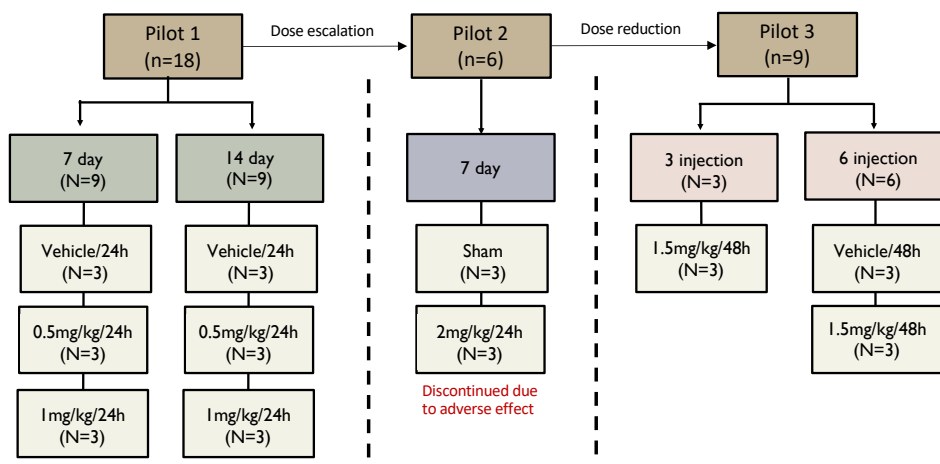 Pilot 1
(n=18)
Dose escalation
Pilot 2
(n=6)
Dose reduction
Pilot 3
(n=9)
7 day
(N=9)
14 day
(N=9)
7 day
3 injection
(N=3)
6 injection
(N=6)
Vehicle/24h
(N=3)
Vehicle/24h
(N=3)
Sham
(N=3)
1.5mg/kg/48h
(N=3)
Vehicle/48h
(N=3)
0.5mg/kg/24h
(N=3)
0.5mg/kg/24h
(N=3)
2mg/kg/24h
(N=3)
1.5mg/kg/48h
(N=3)
Discontinued due
to adverse effect
1mg/kg/24h
(N=3)
1mg/kg/24h
(N=3)